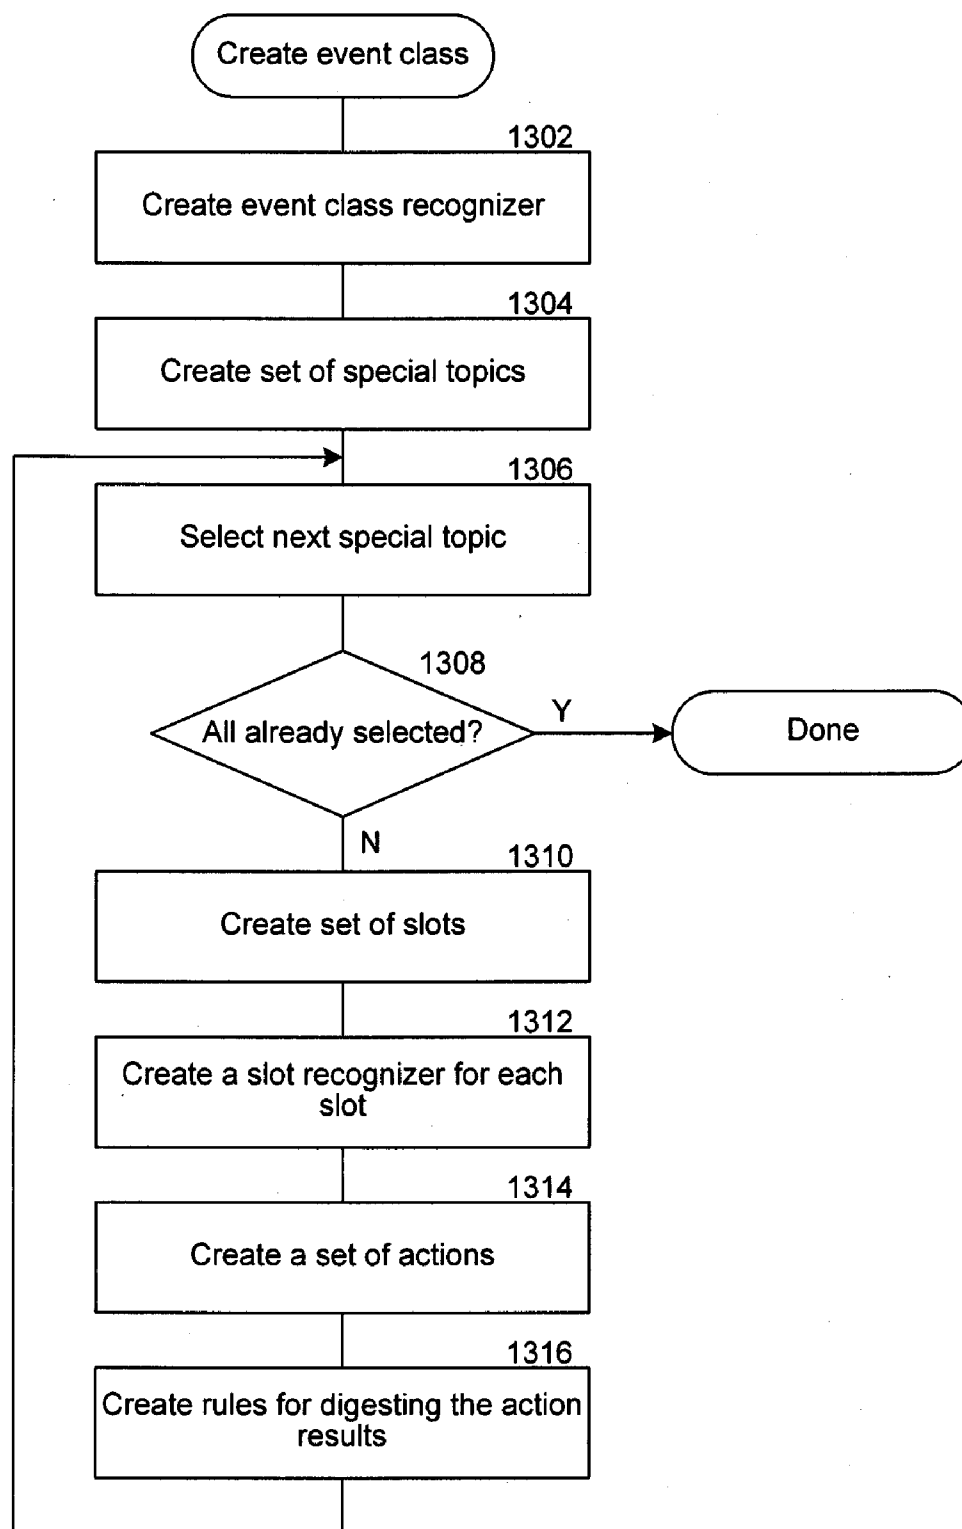 Create event class
1302
Create event class recognizer
1304
Create set of special topics
1306
Select next special topic
1308
All already selected?
Y
Done
N
1310
Create set of slots
1312
Create a slot recognizer for each
slot
1314
Create a set of actions
1316
Create rules for digesting the action
results